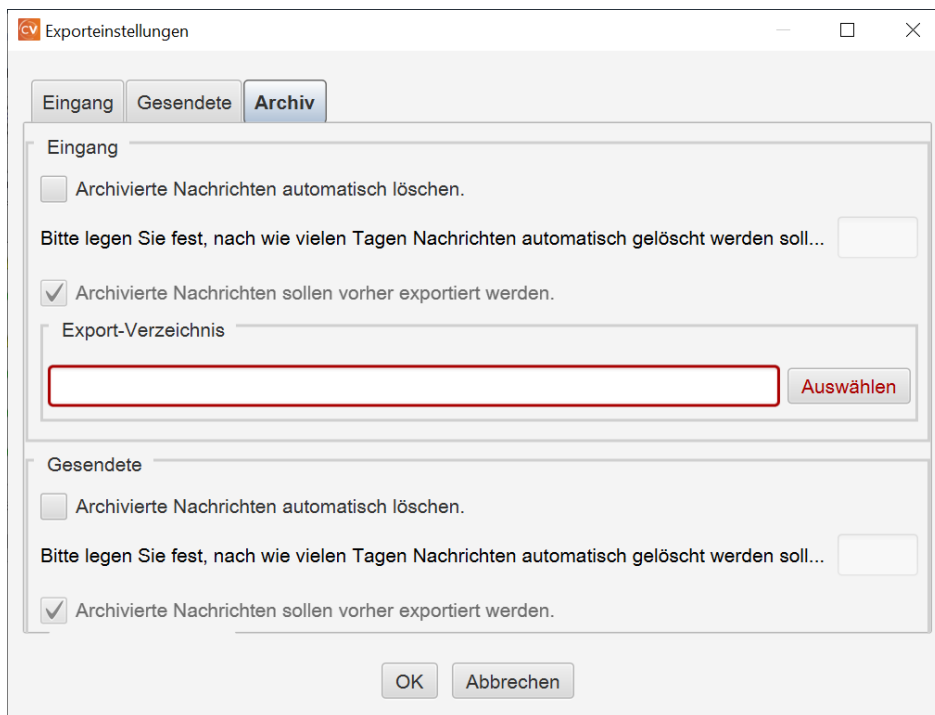 CV Exporteinstellungen
Eingang Gesendete Archiv
Eingang
Archivierte Nachrichten automatisch löschen.
Bitte legen Sie fest, nach wie vielen Tagen Nachrichten automatisch gelöscht werden soll...
Archivierte Nachrichten sollen vorher exportiert werden.
Export-Verzeichnis
Auswählen
Gesendete
Archivierte Nachrichten automatisch löschen.
Bitte legen Sie fest, nach wie vielen Tagen Nachrichten automatisch gelöscht werden soll...
Archivierte Nachrichten sollen vorher exportiert werden.
OK Abbrechen